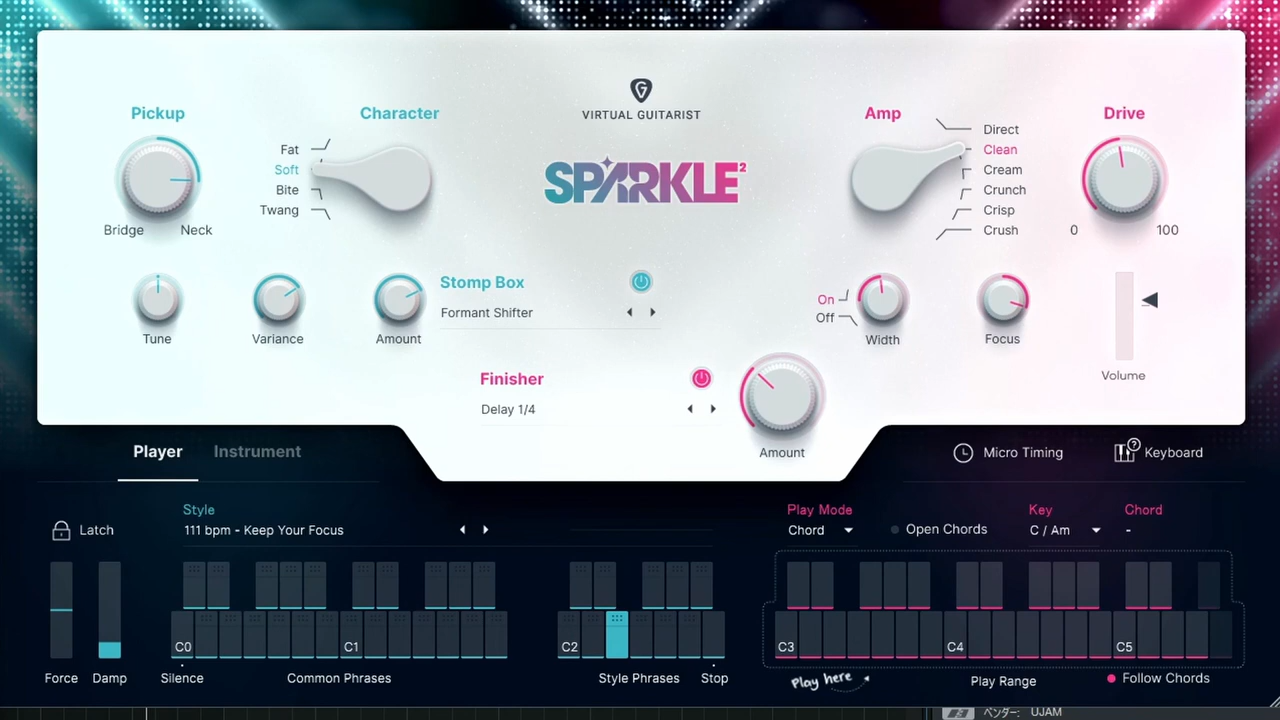 VIRTUAL GUITARIST
SPARKLE²
Pickup
Bridge Neck
Character
Fat
Soft
Bite
Twang
Amp
Direct
Clean
Cream
Crunch
Crisp
Crush
Drive
0 100
Tune
Variance
Amount
Stomp Box
Formant Shifter
On
Off
Width
Focus
Volume
Finisher
Delay 1/4
Amount
Player Instrument
Micro Timing
Keyboard
Latch
Style
111 bpm - Keep Your Focus
Play Mode
Chord
Open Chords
Key
C / Am
Chord
-
C0 C1 C2 C3 C4 C5
Force Damp Silence Common Phrases Style Phrases Stop
Play here
Play Range
Follow Chords
ベンダー: UJAM